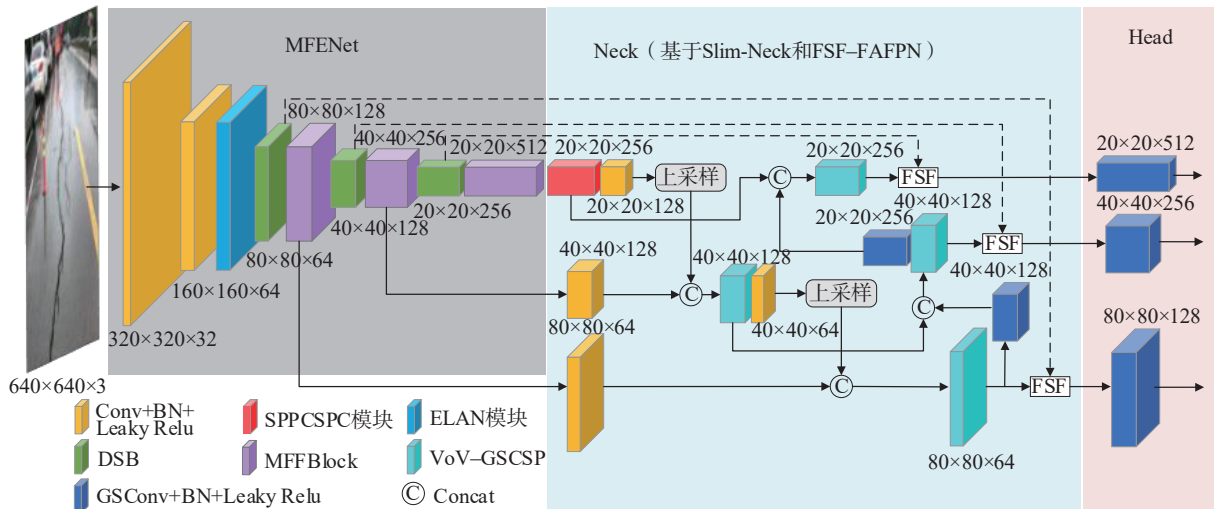 MFENet
Neck（基于Slim-Neck和FSF–FAFPN）
Head
80×80×128
40×40×256
20×20×512
20×20×256
上采样
20×20×128
20×20×256
C
FSF
20×20×512
20×20×256
40×40×128
80×80×64
160×160×64
320×320×32
640×640×3
40×40×128
20×20×256
40×40×128
FSF
40×40×256
40×40×128
C
80×80×64
40×40×128
上采样
40×40×64
C
C
40×40×128
FSF
80×80×64
80×80×128
Conv+BN+
Leaky Relu
SPPCSPC模块
ELAN模块
DSB
MFFBlock
VoV–GSCSP
GSConv+BN+Leaky Relu
C Concat